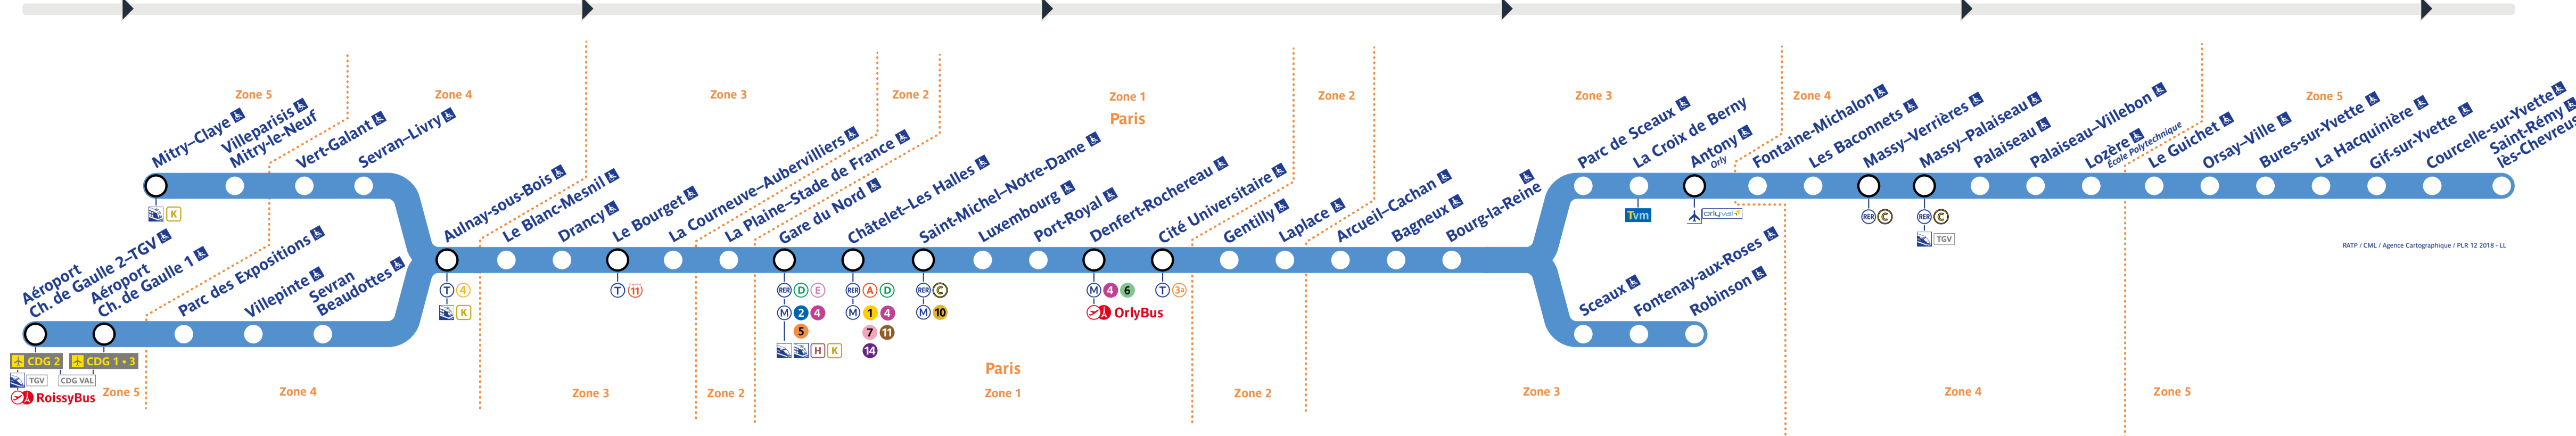 Zone 5
Zone 4
Zone 3
Zone 2
Zone 1
Paris
Zone 2
Zone 3
Zone 4
Zone 5
Mitry–Claye
Villeparisis
Mitry-le-Neuf
Vert-Galant
Sevran–Livry
K
Aéroport
Ch. de Gaulle 2–TGV
Aéroport
Ch. de Gaulle 1
Parc des Expositions
Villepinte
Sevran
Beaudottes
CDG 2
CDG 1 • 3
TGV
CDG VAL
RoissyBus
Aulnay-sous-Bois
T 4
K
Le Blanc-Mesnil
Drancy
Le Bourget
T 11
La Courneuve–Aubervilliers
La Plaine–Stade de France
Gare du Nord
RER D E
M 2 4
5
H K
Châtelet–Les Halles
RER A D
M 1 4
7 11
14
Saint-Michel–Notre-Dame
RER C
M 10
Luxembourg
Port-Royal
Denfert-Rochereau
M 4 6
OrlyBus
Cité Universitaire
T 3a
Gentilly
Laplace
Arcueil–Cachan
Bagneux
Bourg-la-Reine
Parc de Sceaux
La Croix de Berny
Tvm
Antony
Orly
orlyval
Fontaine-Michalon
Les Baconnets
Massy–Verrières
RER C
Massy–Palaiseau
RER C
TGV
Palaiseau
Palaiseau–Villebon
Lozère
École Polytechnique
Le Guichet
Orsay–Ville
Bures-sur-Yvette
La Hacquinière
Gif-sur-Yvette
Courcelle-sur-Yvette
Saint-Rémy
lès-Chevreus
Sceaux
Fontenay-aux-Roses
Robinson
RATP / CML / Agence Cartographique / PLR 12 2018 - LL
Zone 5
Zone 4
Zone 3
Zone 2
Paris
Zone 1
Zone 2
Zone 3
Zone 4
Zone 5